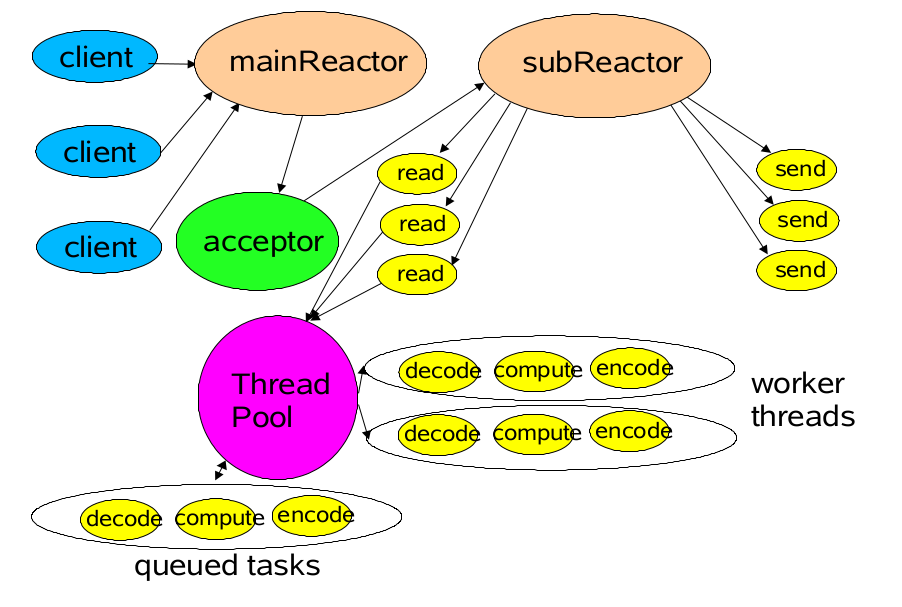 client
mainReactor
subReactor
client
client
acceptor
read
read
read
send
send
send
Thread
Pool
decode compute encode
decode compute encode
worker
threads
decode compute encode
queued tasks